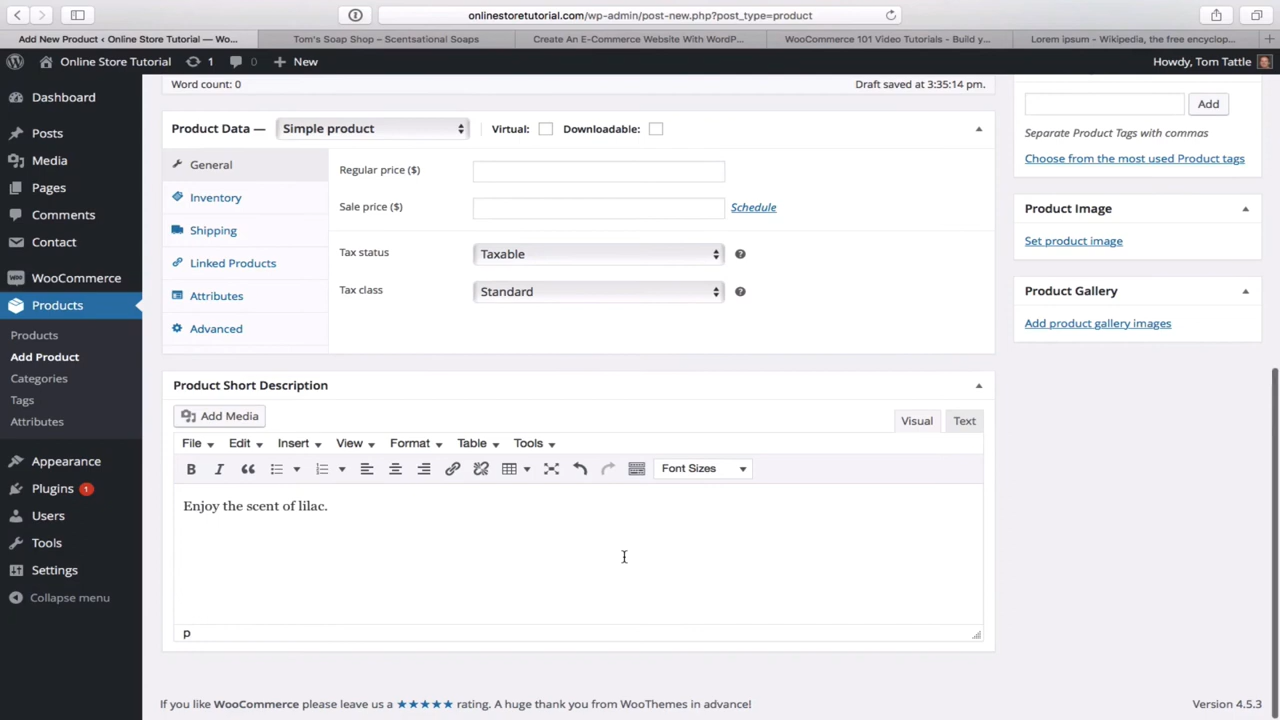 onlinestoretutorial.com/wp-admin/post-new.php?post_type=product
Add New Product ‹ Online Store Tutorial — Wo...
Tom's Soap Shop – Scentsational Soaps
Create An E-Commerce Website With WordP...
WooCommerce 101 Video Tutorials - Build y...
Lorem ipsum - Wikipedia, the free encyclop...
Online Store Tutorial
1
0
New
Howdy, Tom Tattle
Dashboard
Posts
Media
Pages
Comments
Contact
WooCommerce
Products
Products
Add Product
Categories
Tags
Attributes
Appearance
Plugins 1
Users
Tools
Settings
Collapse menu
Word count: 0
Draft saved at 3:35:14 pm.
Product Data — Simple product Virtual: Downloadable:
General
Inventory
Shipping
Linked Products
Attributes
Advanced
Regular price ($)
Sale price ($) Schedule
Tax status Taxable ?
Tax class Standard ?
Product Short Description
Add Media
Visual Text
File Edit Insert View Format Table Tools
B I Font Sizes
Enjoy the scent of lilac.
p
Add
Separate Product Tags with commas
Choose from the most used Product tags
Product Image
Set product image
Product Gallery
Add product gallery images
If you like WooCommerce please leave us a ★★★★★ rating. A huge thank you from WooThemes in advance!
Version 4.5.3